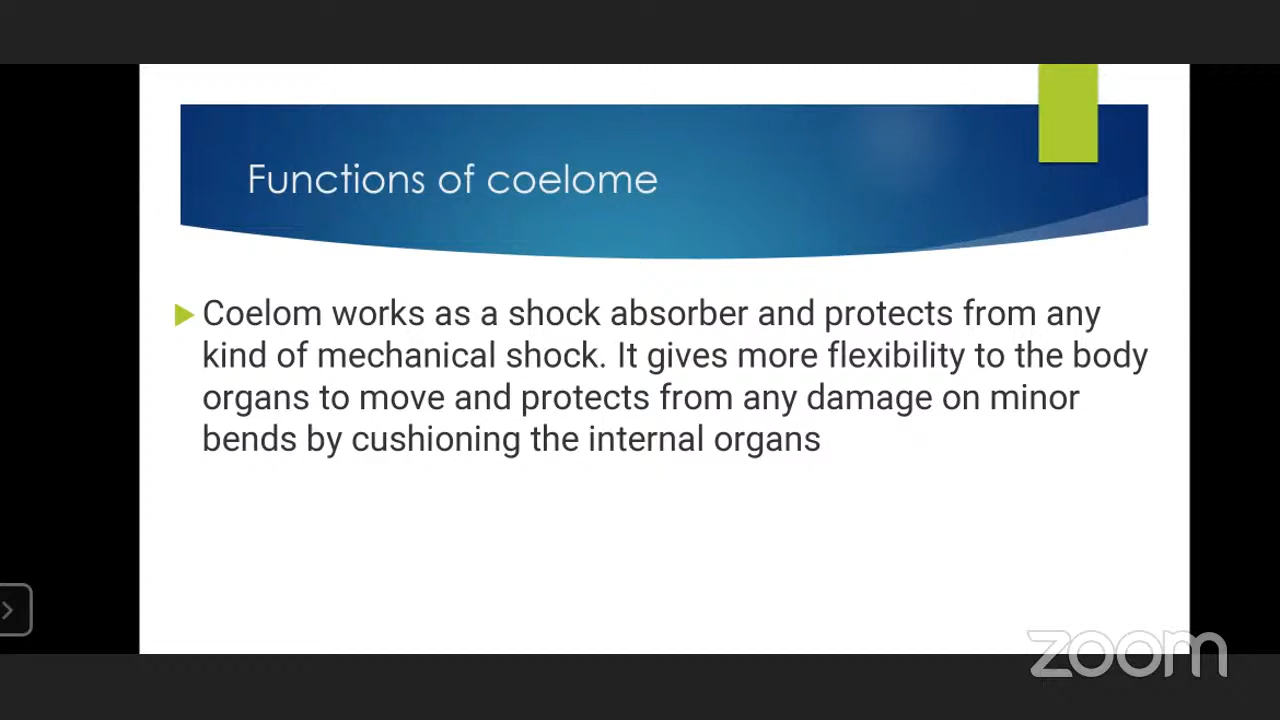 Functions of coelome
Coelom works as a shock absorber and protects from any
kind of mechanical shock. It gives more flexibility to the body
organs to move and protects from any damage on minor
bends by cushioning the internal organs
zoom